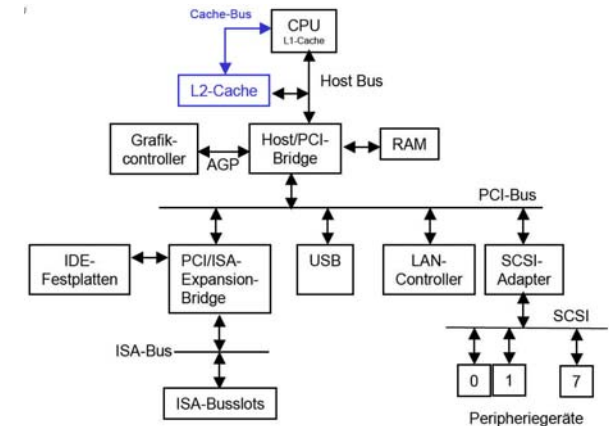 Cache-Bus
CPU
L1-Cache
L2-Cache
Host Bus
Grafik-
controller
AGP
Host/PCI-
Bridge
RAM
PCI-Bus
IDE-
Festplatten
PCI/ISA-
Expansion-
Bridge
USB
LAN-
Controller
SCSI-
Adapter
SCSI
ISA-Bus
0 1 7
ISA-Busslots
Peripheriegeräte